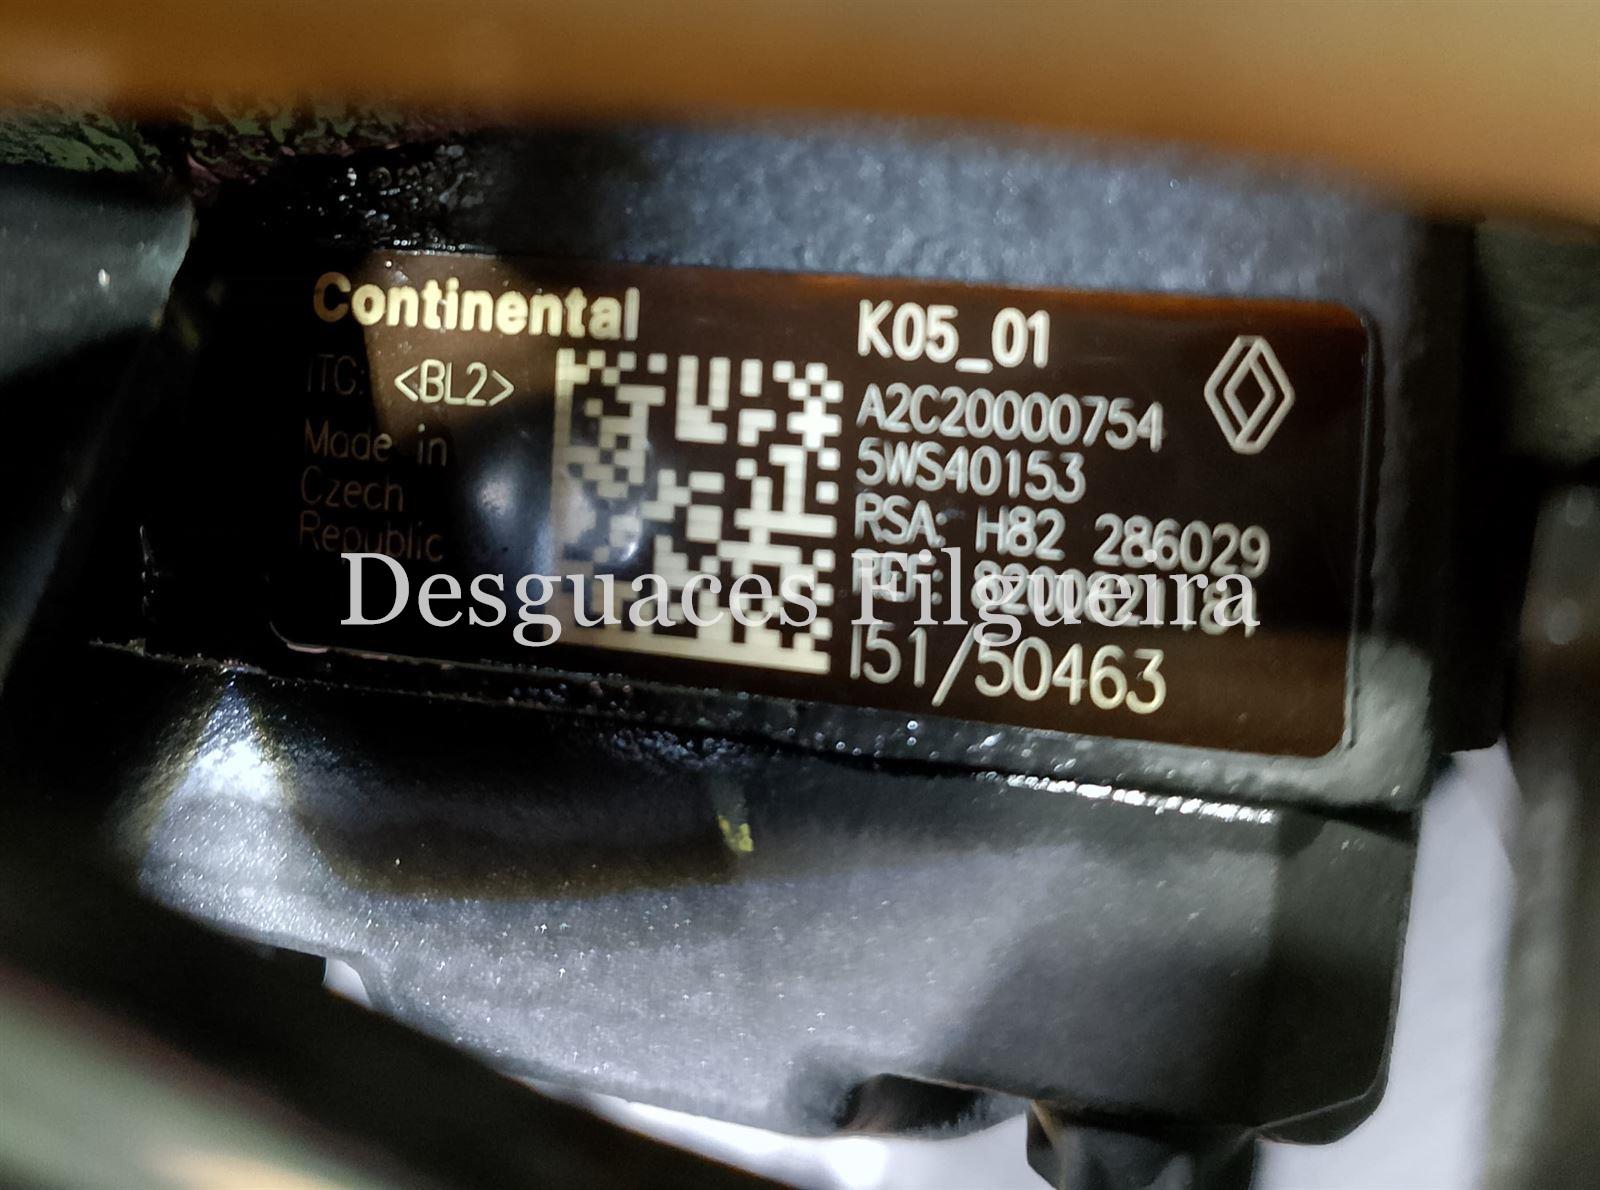 Continental
ITC: <BL2>
Made in
Czech
Republic
K05_01
A2C20000754
5WS40153
RSA: H82 286029
I51/50463
Desguaces Filgueira